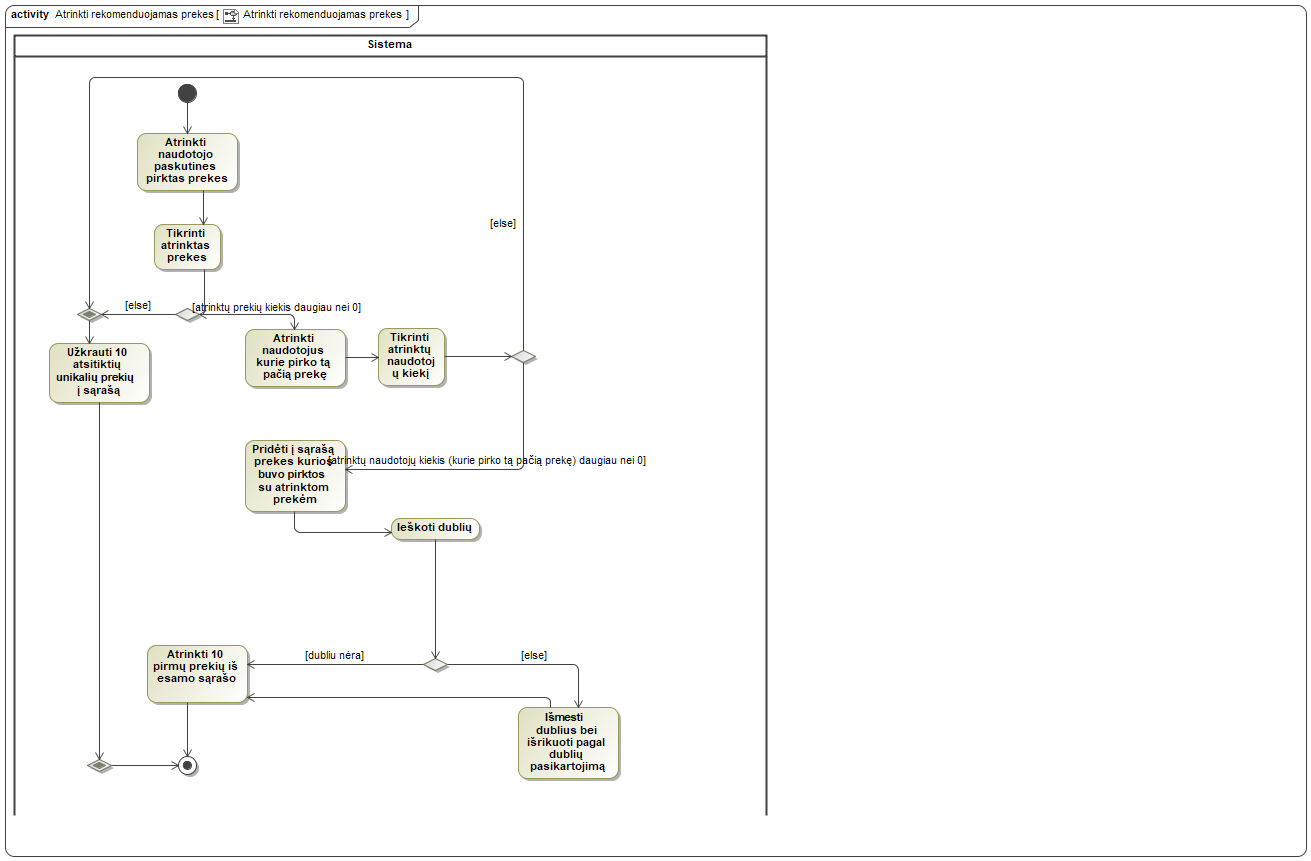 activity Atrinkti rekomenduojamas prekes [ Atrinkti rekomenduojamas prekes ]
Sistema
Atrinkti
naudotojo
paskutines
pirktas prekes
[else]
Tikrinti
atrinktas
prekes
[else]
[atrinktų prekių kiekis daugiau nei 0]
Užkrauti 10
atsitiktių
unikalių prekių
į sąrašą
Atrinkti
naudotojus
kurie pirko tą
pačią prekę
Tikrinti
atrinktų
naudotoj
ų kiekį
Pridėti į sąrašą
prekes kurios
buvo pirktos
su atrinktom
prekėm
[atrinktų naudotojų kiekis (kurie pirko tą pačią prekę) daugiau nei 0]
Ieškoti dublių
Atrinkti 10
pirmų prekių iš
esamo sąrašo
[dubliu nėra]
[else]
Išmesti
dublius bei
išrikuoti pagal
dublių
pasikartojimą